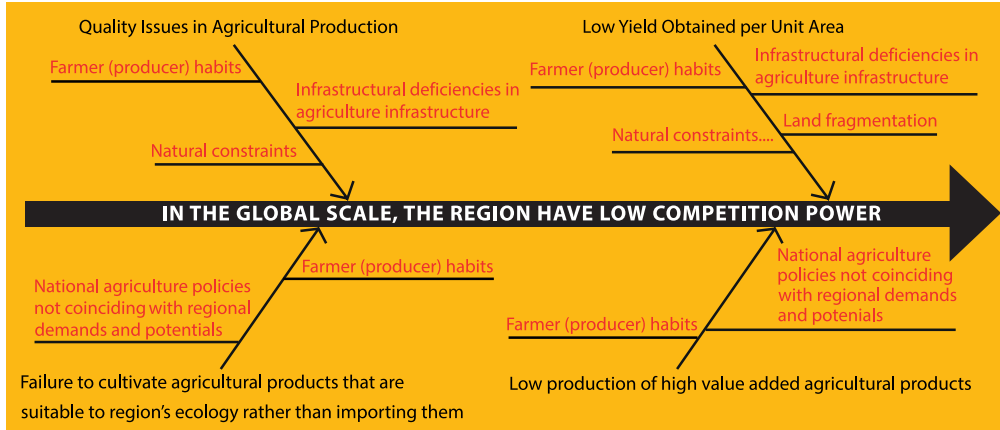 Quality Issues in Agricultural Production
Farmer (producer) habits
Infrastructural deficiencies in
agriculture infrastructure
Natural constraints
Low Yield Obtained per Unit Area
Farmer (producer) habits
Infrastructural deficiencies in
agriculture infrastructure
Land fragmentation
Natural constraints....
IN THE GLOBAL SCALE, THE REGION HAVE LOW COMPETITION POWER
Farmer (producer) habits
National agriculture policies
not coinciding with regional
demands and potentials
Failure to cultivate agricultural products that are
suitable to region's ecology rather than importing them
National agriculture
policies not coinciding
with regional demands
and potenials
Farmer (producer) habits
Low production of high value added agricultural products